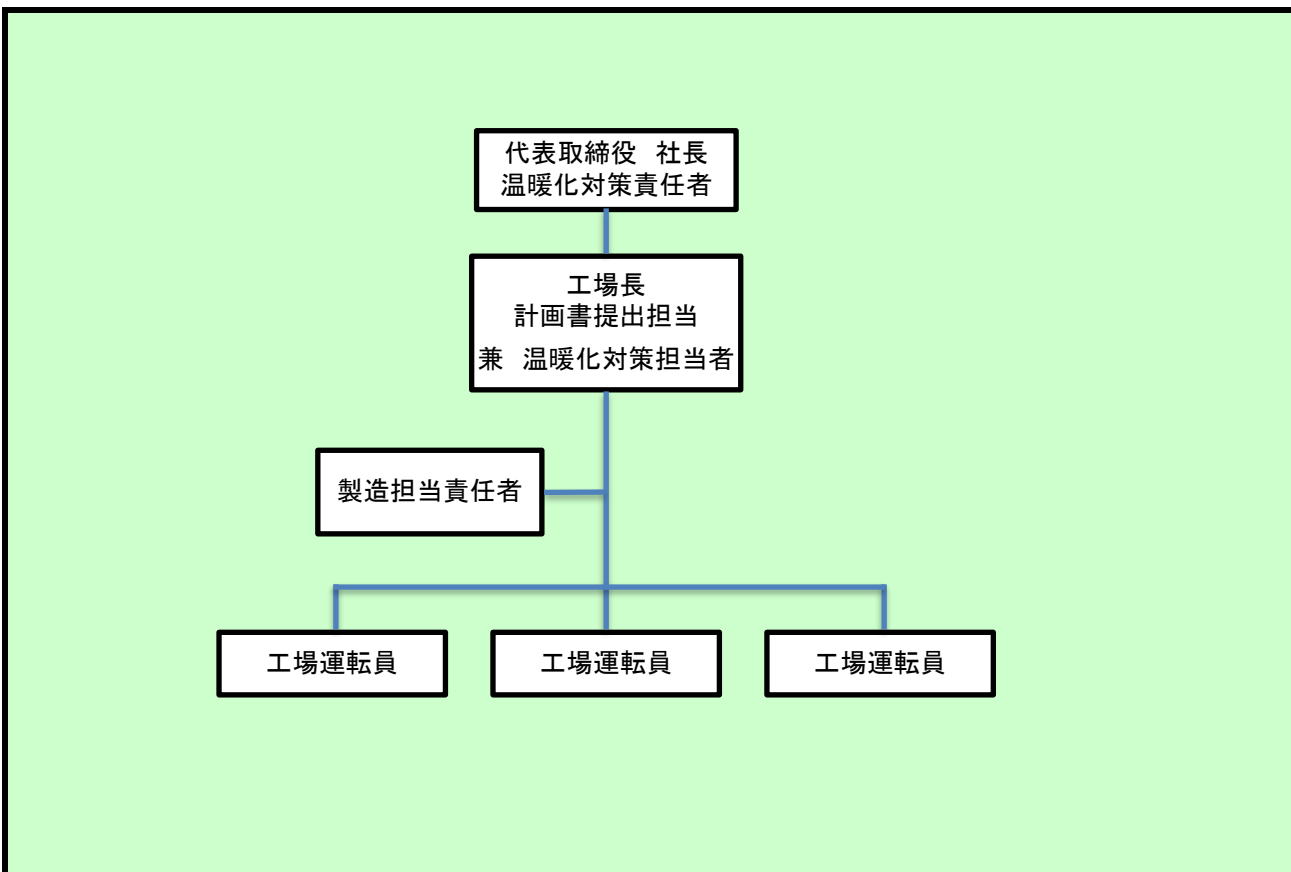 代表取締役　社長
温暖化対策責任者
工場長
計画書提出担当
兼　温暖化対策担当者
製造担当責任者
工場運転員
工場運転員
工場運転員